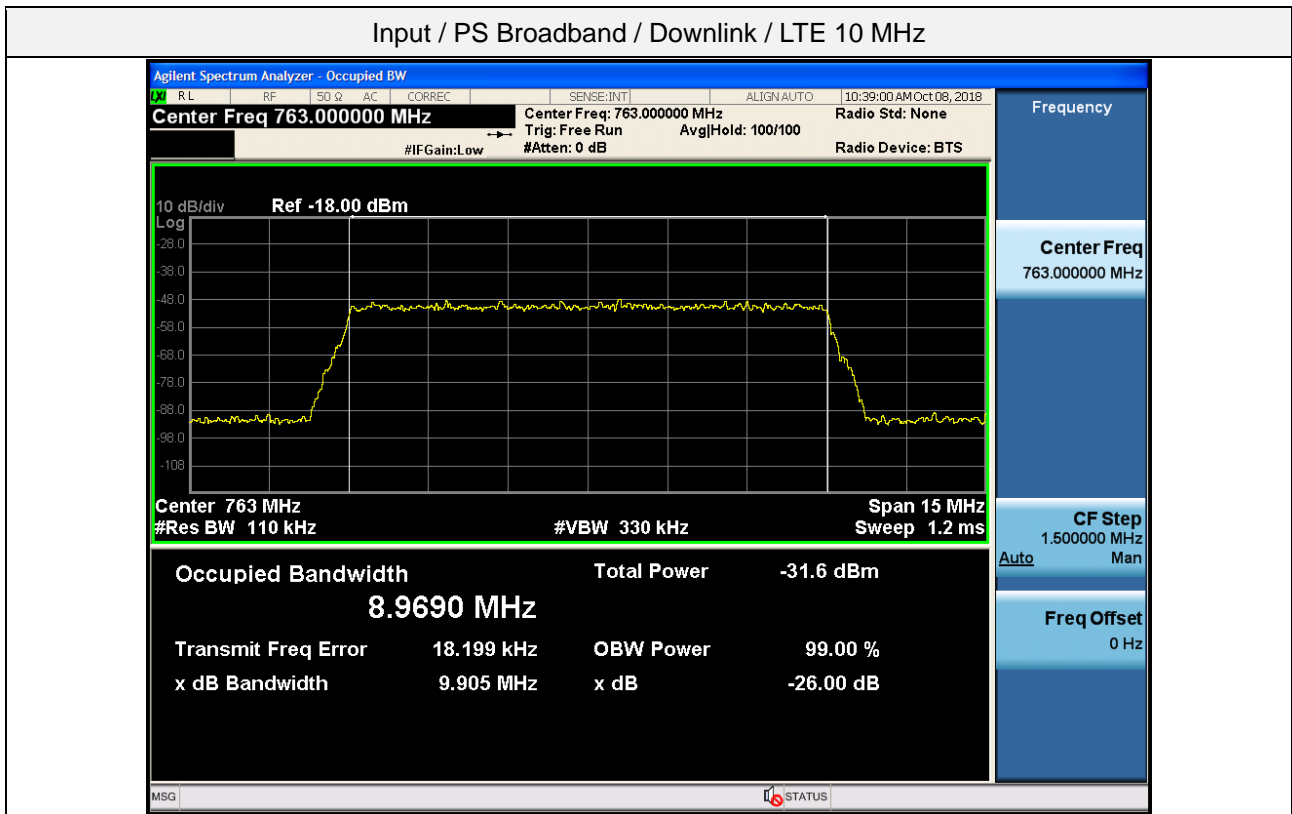 Input / PS Broadband / Downlink / LTE 10 MHz
Agilent Spectrum Analyzer - Occupied BW
LXI RL RF 50 Ω AC CORREC SENSE:INT ALIGN AUTO 10:39:00 AM Oct 08, 2018
Center Freq 763.000000 MHz Center Freq: 763.000000 MHz Radio Std: None
Trig: Free Run Avg|Hold: 100/100
#IFGain:Low #Atten: 0 dB Radio Device: BTS
Frequency
10 dB/div Ref -18.00 dBm
Log
-28.0
-38.0
-48.0
-58.0
-68.0
-78.0
-88.0
-98.0
-108
Center 763 MHz Span 15 MHz
#Res BW 110 kHz #VBW 330 kHz Sweep 1.2 ms
Center Freq
763.000000 MHz
CF Step
1.500000 MHz
Auto Man
Freq Offset
0 Hz
Occupied Bandwidth Total Power -31.6 dBm
8.9690 MHz
Transmit Freq Error 18.199 kHz OBW Power 99.00 %
x dB Bandwidth 9.905 MHz x dB -26.00 dB
MSG STATUS